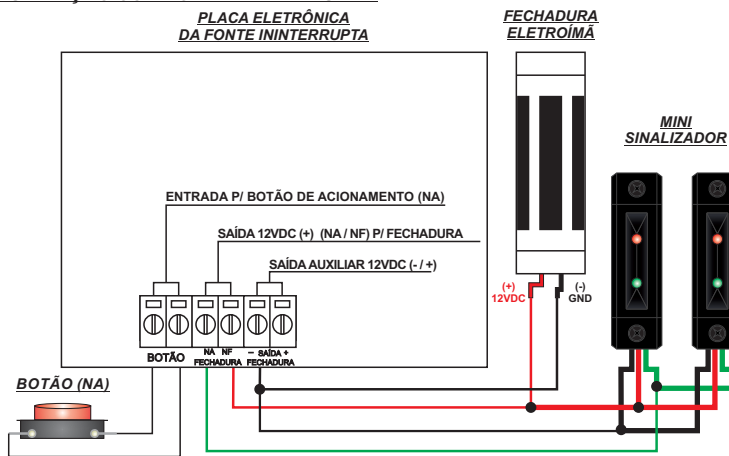 PLACA ELETRÔNICA
DA FONTE ININTERRUPTA
FECHADURA
ELETROÍMÃ
MINI
SINALIZADOR
ENTRADA P/ BOTÃO DE ACIONAMENTO (NA)
SAÍDA 12VDC (+) (NA / NF) P/ FECHADURA
SAÍDA AUXILIAR 12VDC (- / +)
(+)
12VDC
(-)
GND
BOTÃO
NA NF
FECHADURA
– SAÍDA +
FECHADURA
BOTÃO (NA)